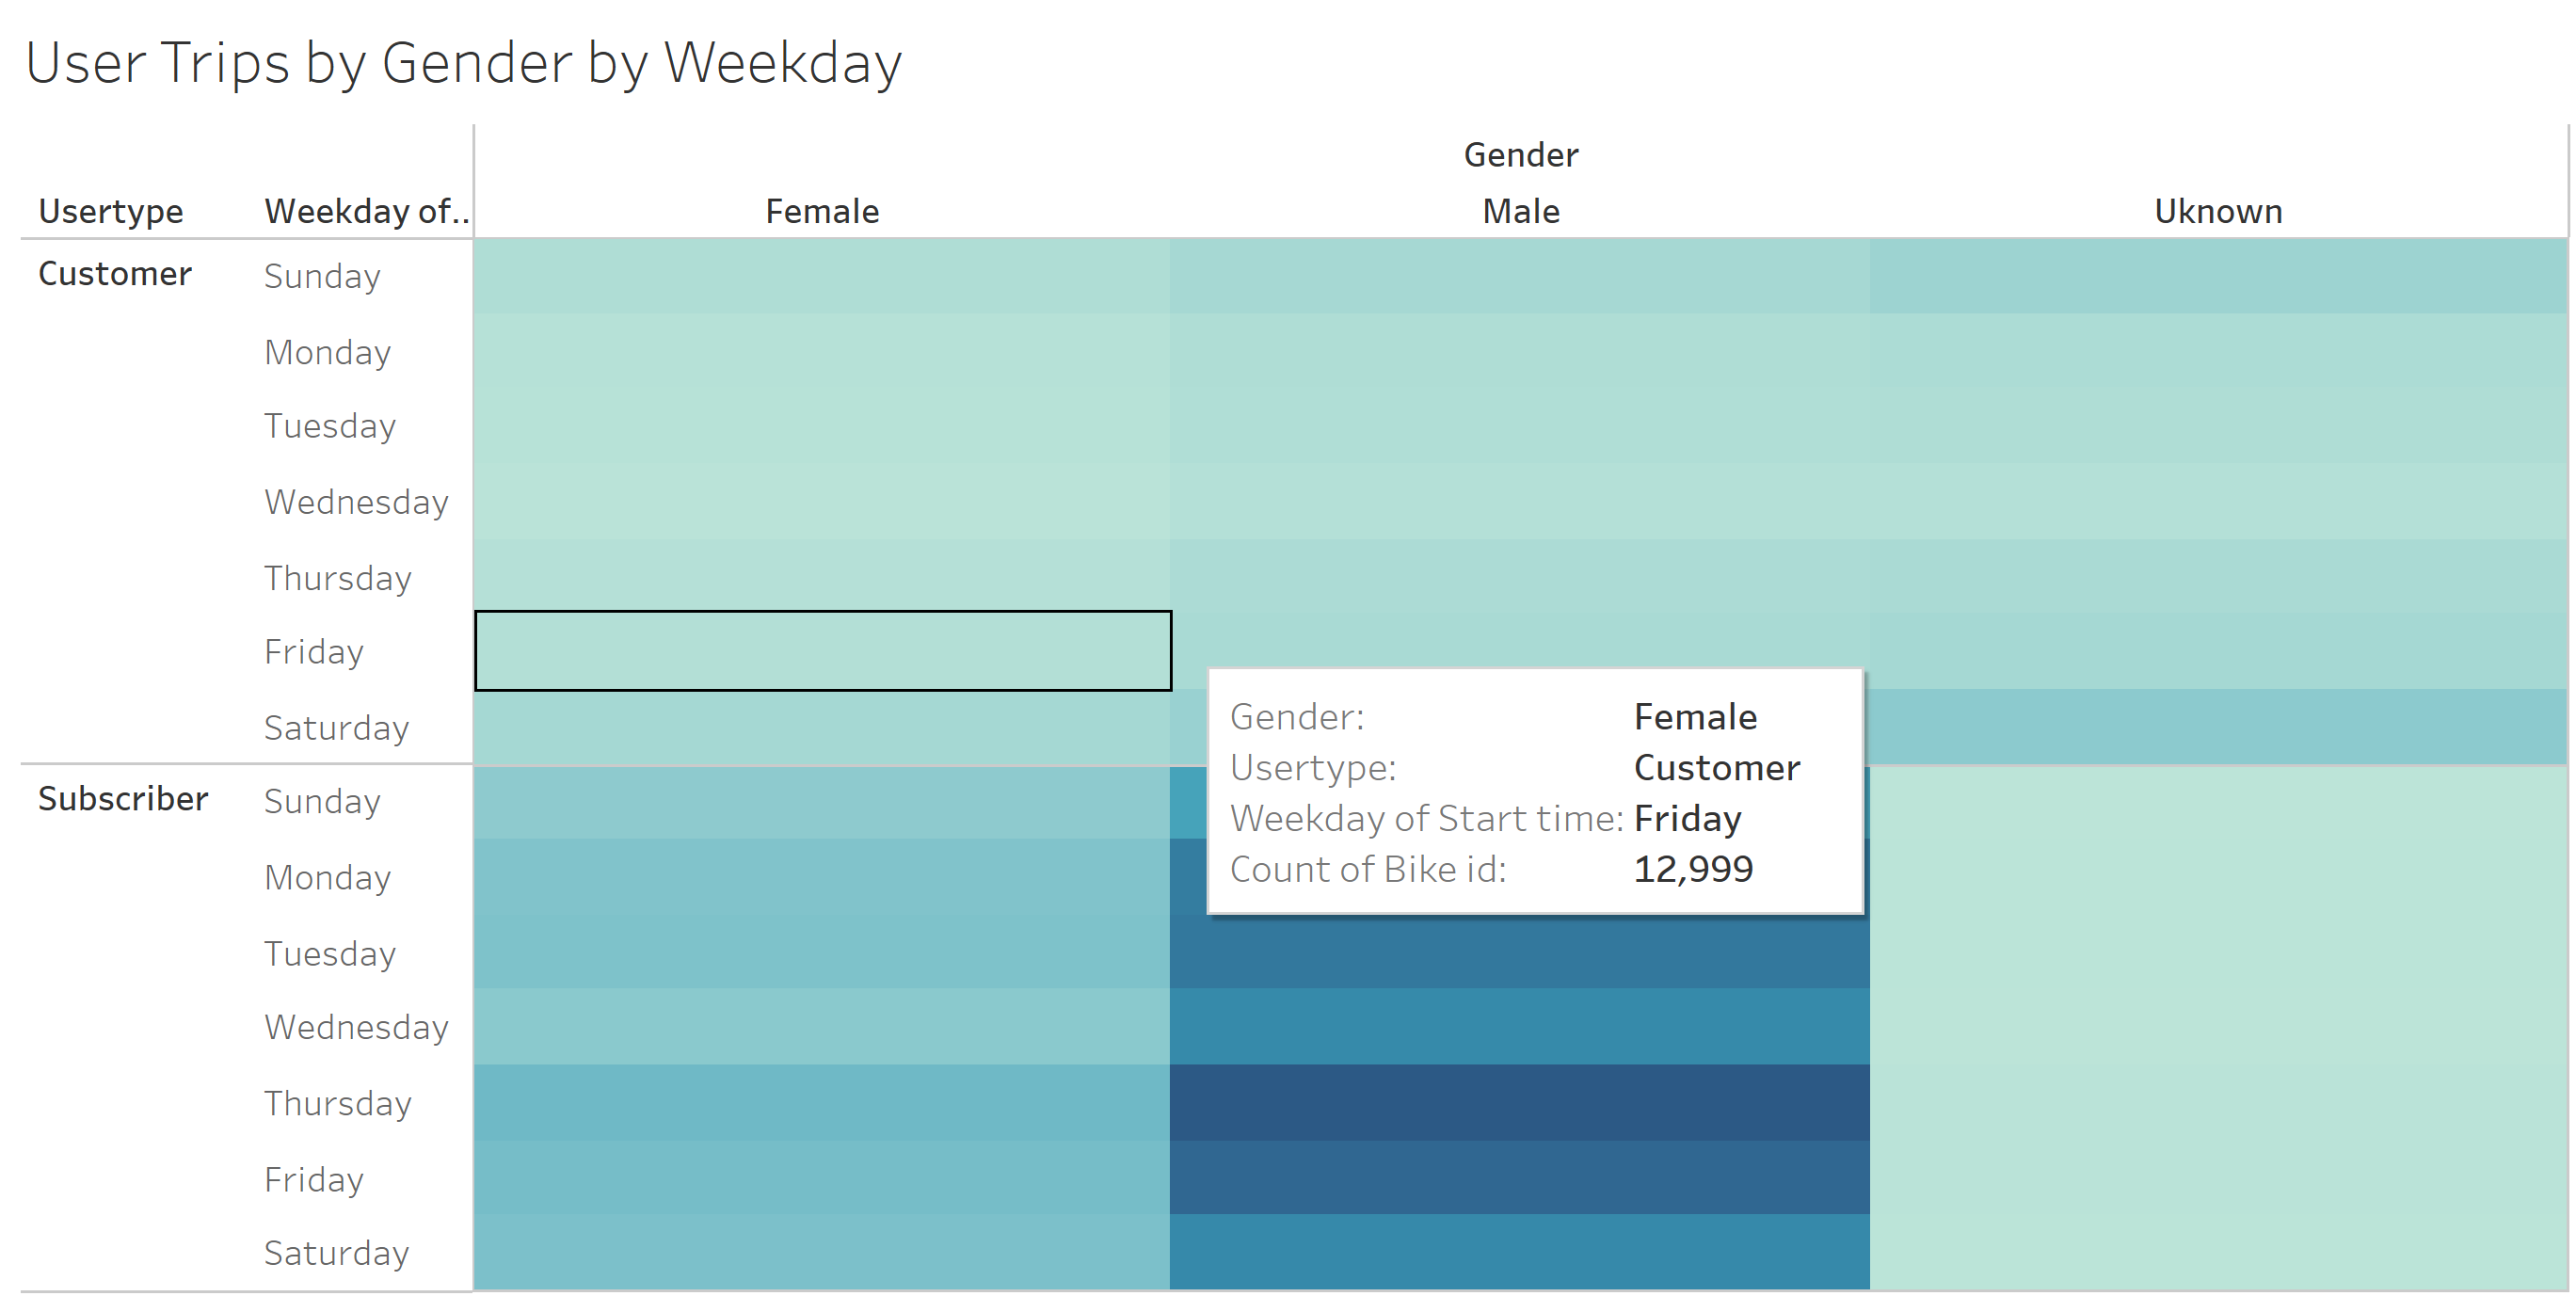 User Trips by Gender by Weekday
Gender
Usertype Weekday of.. Female Male Uknown
Customer Sunday
Monday
Tuesday
Wednesday
Thursday
Friday
Saturday
Gender: Female
Usertype: Customer
Weekday of Start time: Friday
Count of Bike id: 12,999
Subscriber Sunday
Monday
Tuesday
Wednesday
Thursday
Friday
Saturday